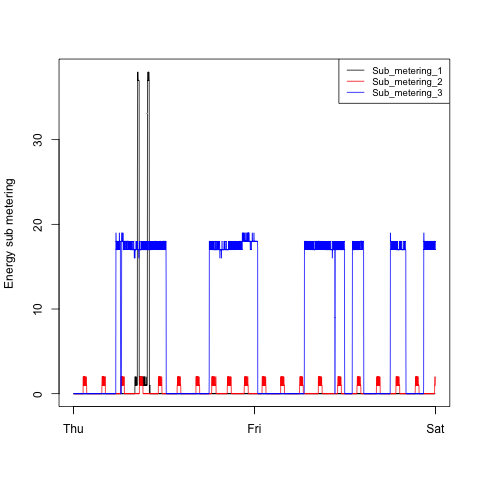 Sub_metering_1
Sub_metering_2
Sub_metering_3
Energy sub metering
30
20
10
0
Thu
Fri
Sat